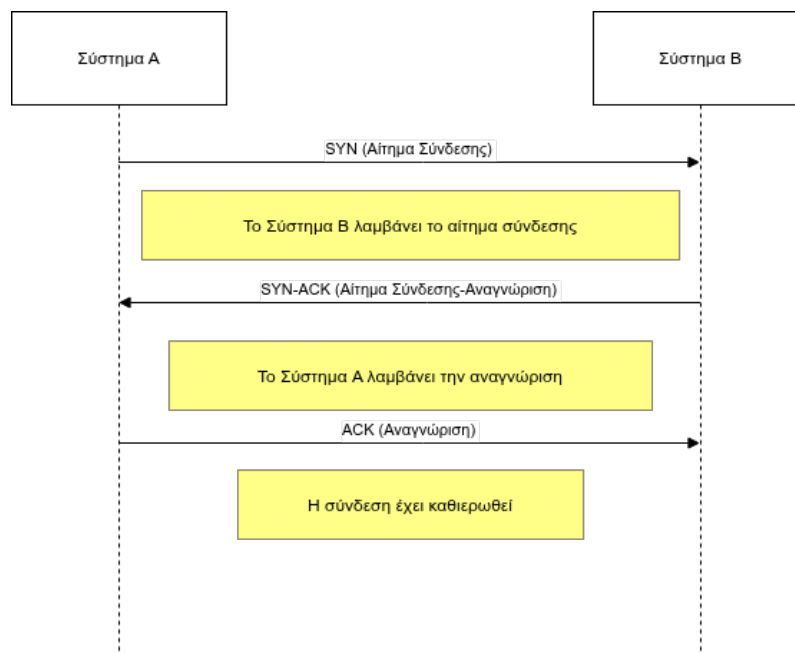 Σύστημα Α
Σύστημα Β
SYN (Αίτημα Σύνδεσης)
Το Σύστημα Β λαμβάνει το αίτημα σύνδεσης
SYN-ACK (Αίτημα Σύνδεσης-Αναγνώριση)
Το Σύστημα Α λαμβάνει την αναγνώριση
ACK (Αναγνώριση)
Η σύνδεση έχει καθιερωθεί